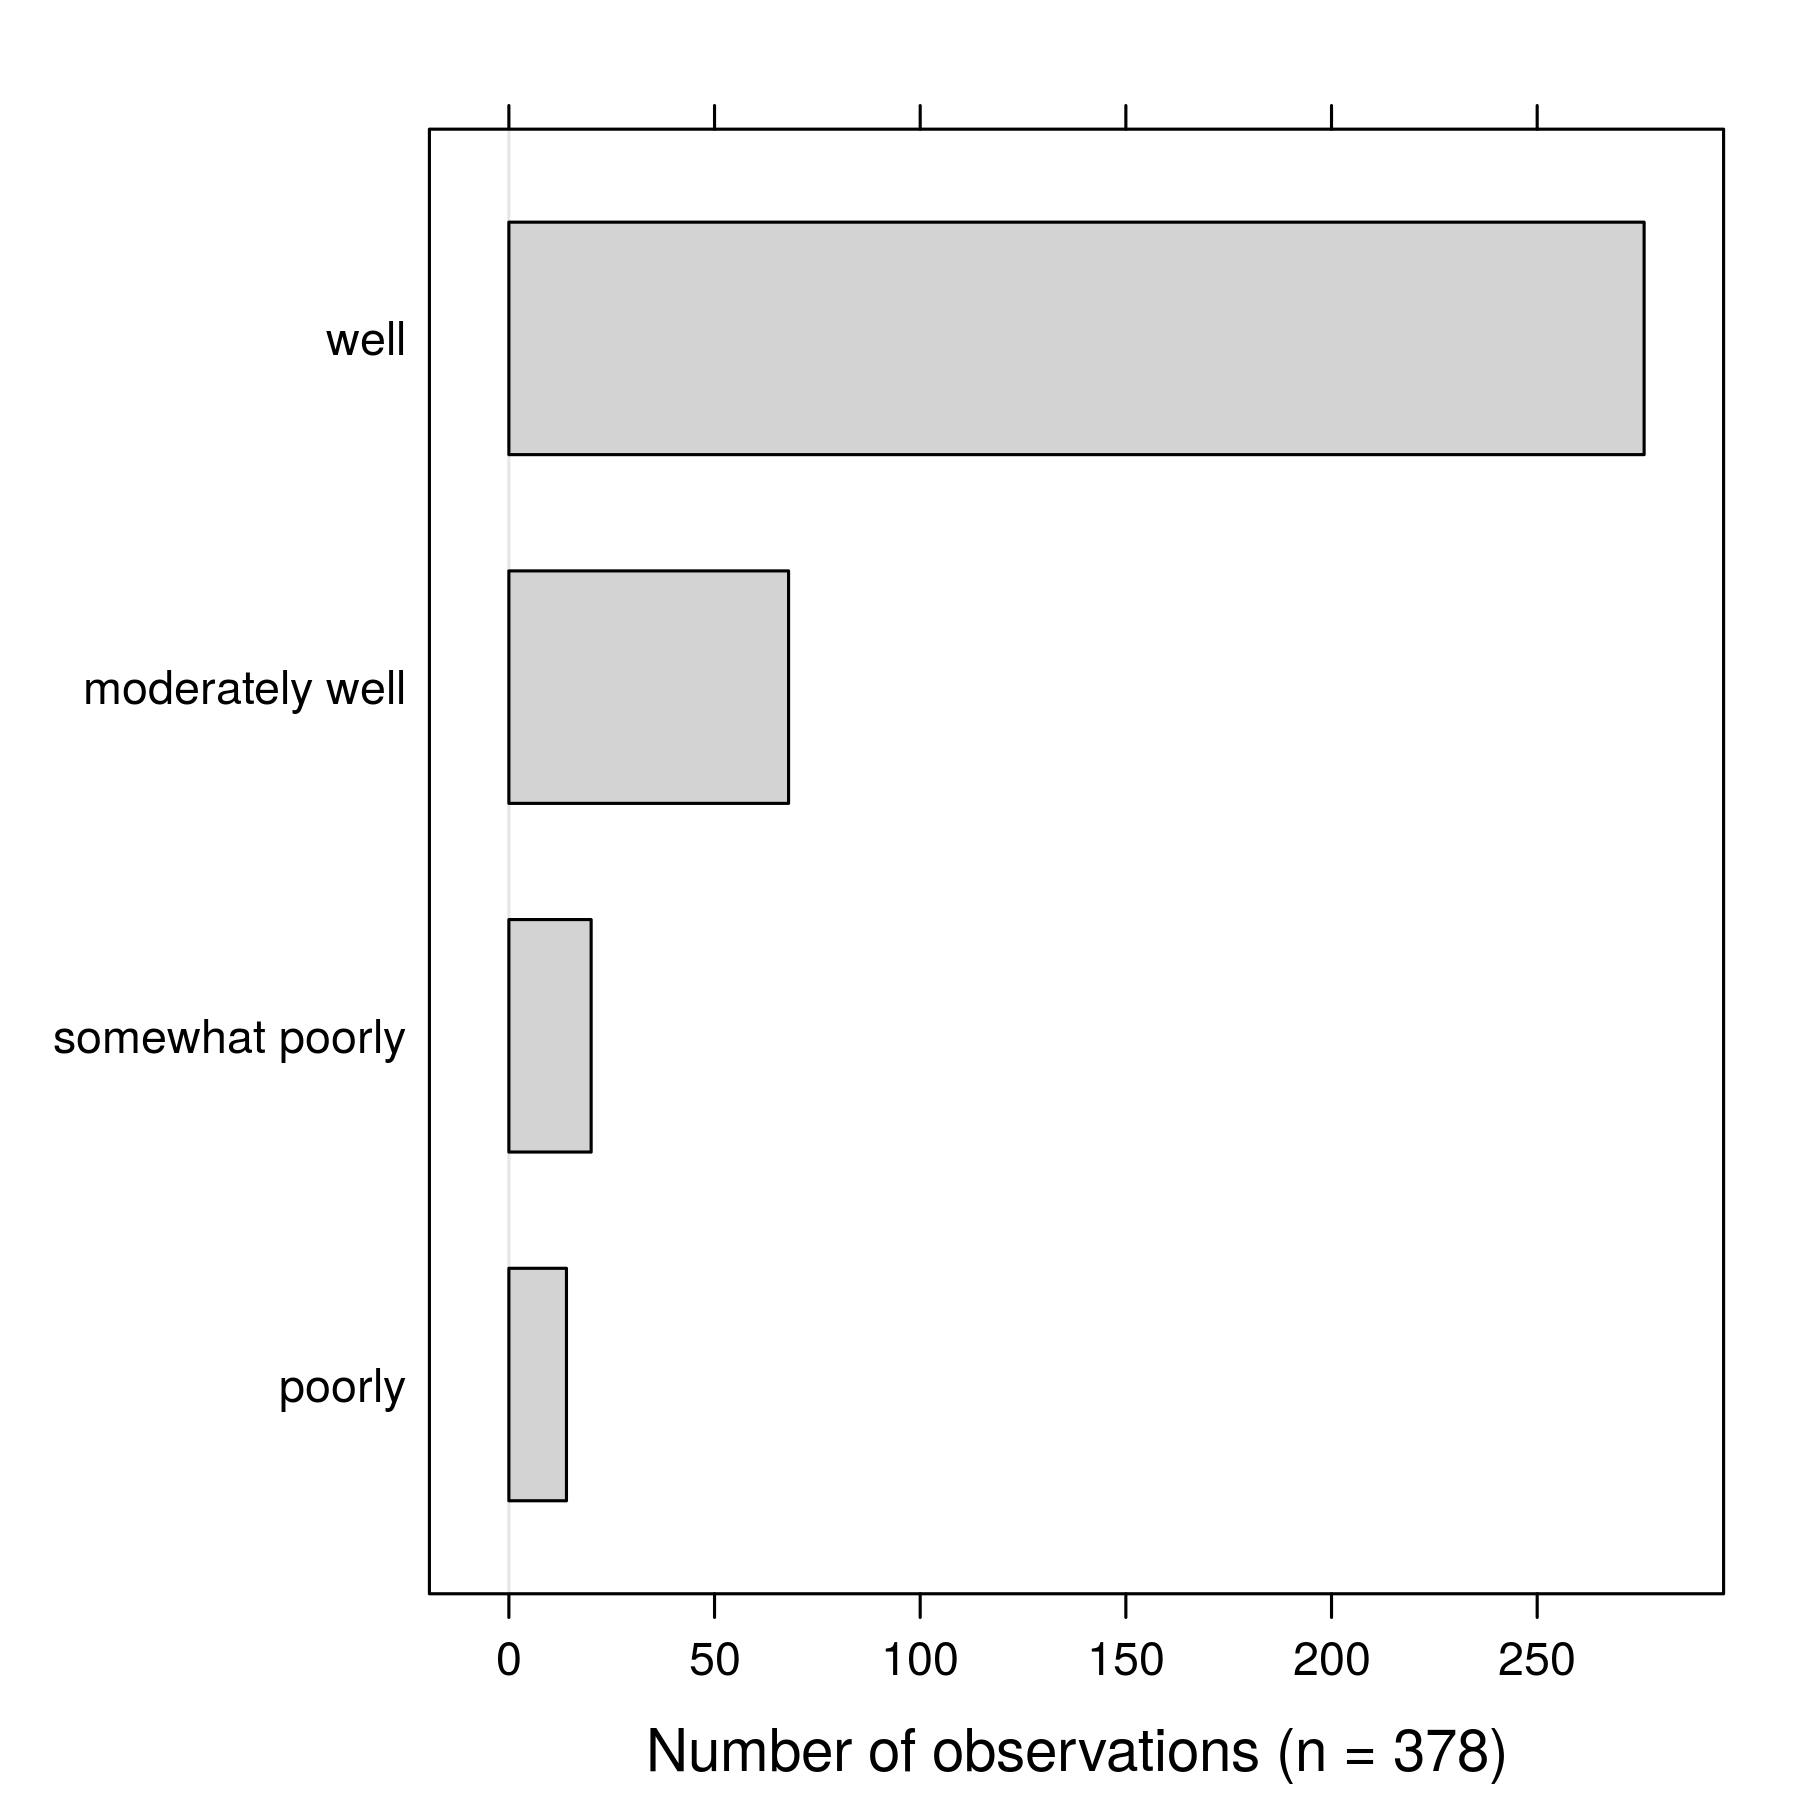 well
moderately well
somewhat poorly
poorly
0 50 100 150 200 250
Number of observations (n = 378)